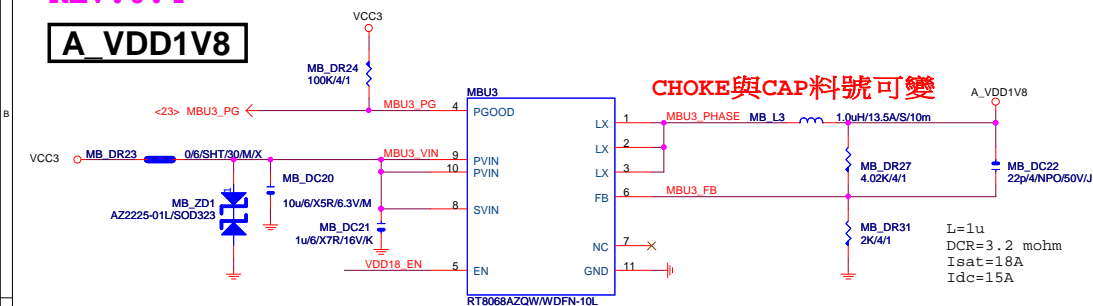 A_VDD1V8
VCC3
MB_DR24
100K/4/1
<23> MBU3_PG
MBU3_PG
MBU3
4
PGOOD
CHOKE與CAP料號可變
A_VDD1V8
LX
1
MBU3_PHASE
MB_L3
1.0uH/13.5A/S/10m
LX
2
LX
3
VCC3
MB_DR23
0/6/SHT/30/M/X
MBU3_VIN
9
PVIN
10
PVIN
MB_DR27
4.02K/4/1
MB_DC22
22p/4/NPO/50V/J
MB_DC20
10u/6/X5R/6.3V/M
MB_ZD1
AZ2225-01L/SOD323
8
SVIN
FB
6
MBU3_FB
MB_DC21
1u/6/X7R/16V/K
MB_DR31
2K/4/1
L=1u
DCR=3.2 mohm
Isat=18A
Idc=15A
NC
7
VDD18_EN
5
EN
GND
11
RT8068AZQW/WDFN-10L
B